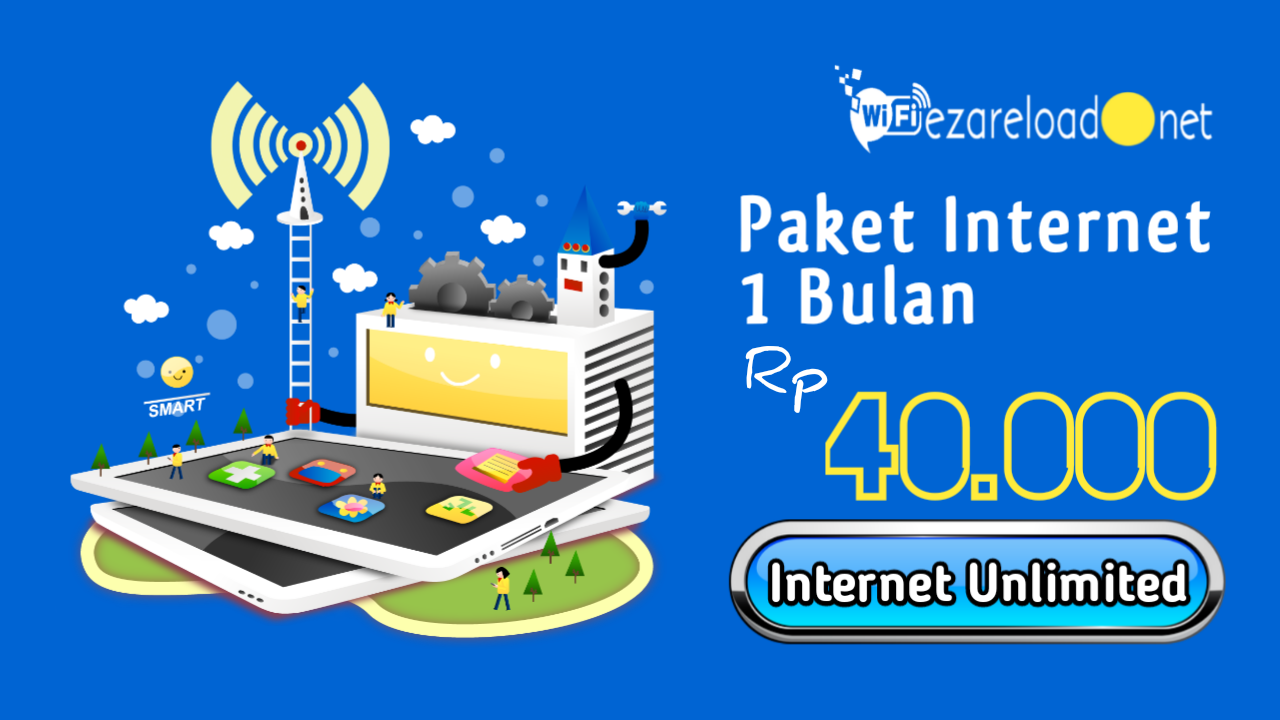 WiFi ezareload net
Paket Internet
1 Bulan
Rp
40.000
Internet Unlimited
SMART